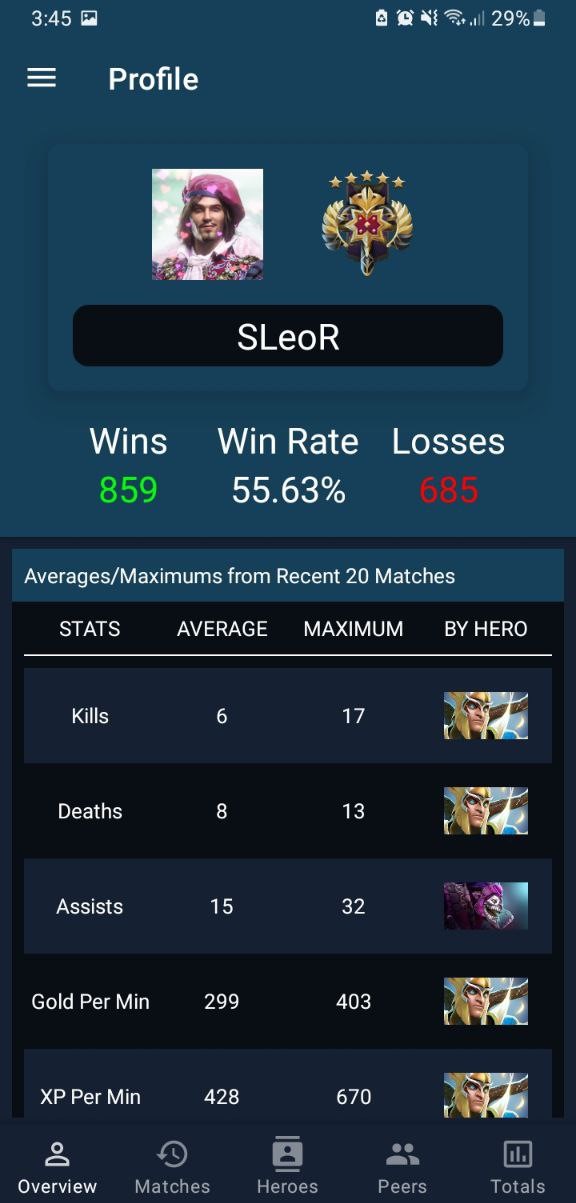 3:45 29%
Profile
SLeoR
Wins Win Rate Losses
859 55.63% 685
Averages/Maximums from Recent 20 Matches
STATS AVERAGE MAXIMUM BY HERO
Kills 6 17
Deaths 8 13
Assists 15 32
Gold Per Min 299 403
XP Per Min 428 670
Overview Matches Heroes Peers Totals